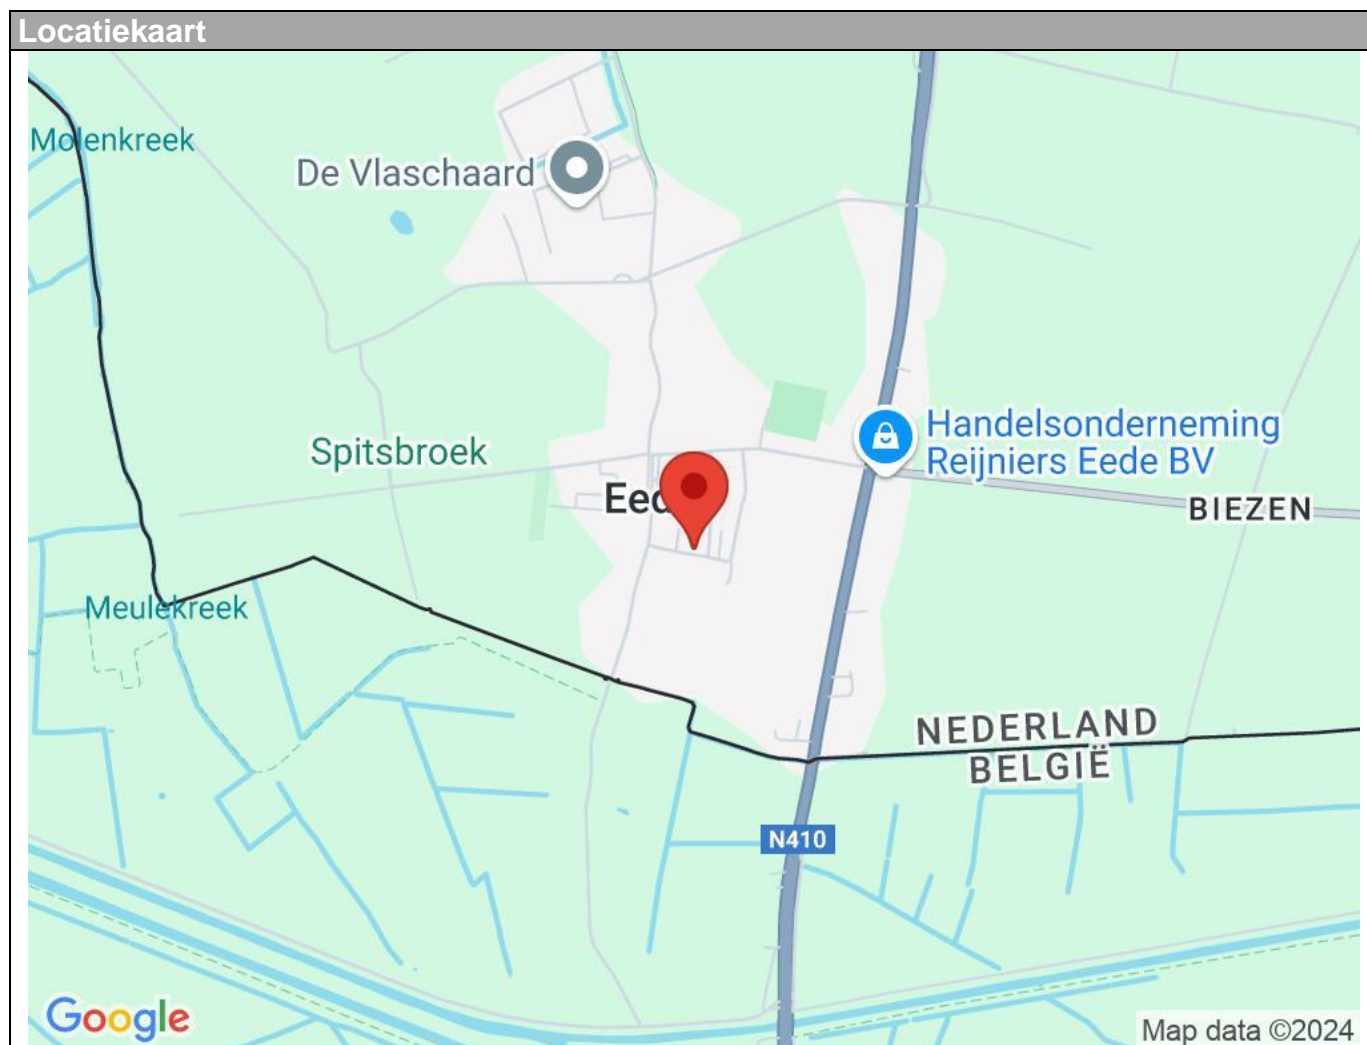 Locatiekaart
Molenkreek
De Vlaschaard
Handelsonderneming
Reijniers Eede BV
Spitsbroek
BIEZEN
Meulekreek
NEDERLAND
BELGIË
N410
Google
Map data ©2024